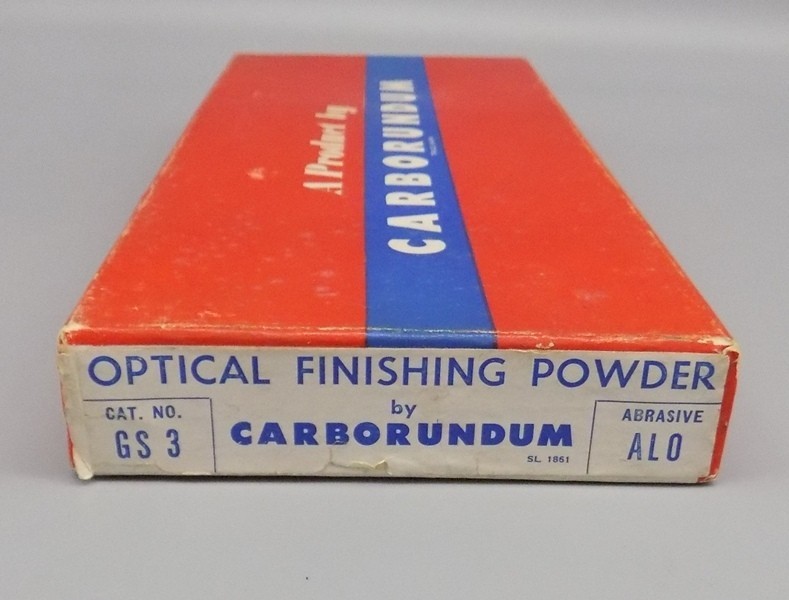 A Product by
CARBORUNDUM
OPTICAL FINISHING POWDER
CAT. NO.
GS 3
by
CARBORUNDUM
SL 1861
ABRASIVE
ALO